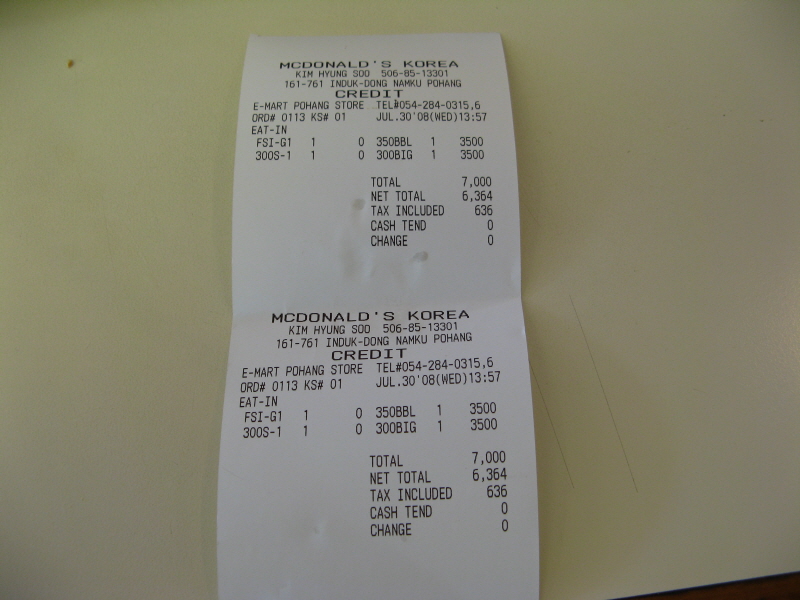 MCDONALD'S KOREA
KIM HYUNG SOO 506-85-13301
161-761 INDUK-DONG NAMKU POHANG
CREDIT
E-MART POHANG STORE TEL#054-284-0315,6
ORD# 0113 KS# 01 JUL.30'08(WED)13:57
EAT-IN
FSI-G1 1 0 350BBL 1 3500
300S-1 1 0 300BIG 1 3500
TOTAL 7,000
NET TOTAL 6,364
TAX INCLUDED 636
CASH TEND 0
CHANGE 0
MCDONALD'S KOREA
KIM HYUNG SOO 506-85-13301
161-761 INDUK-DONG NAMKU POHANG
CREDIT
E-MART POHANG STORE TEL#054-284-0315,6
ORD# 0113 KS# 01 JUL.30'08(WED)13:57
EAT-IN
FSI-G1 1 0 350BBL 1 3500
300S-1 1 0 300BIG 1 3500
TOTAL 7,000
NET TOTAL 6,364
TAX INCLUDED 636
CASH TEND 0
CHANGE 0